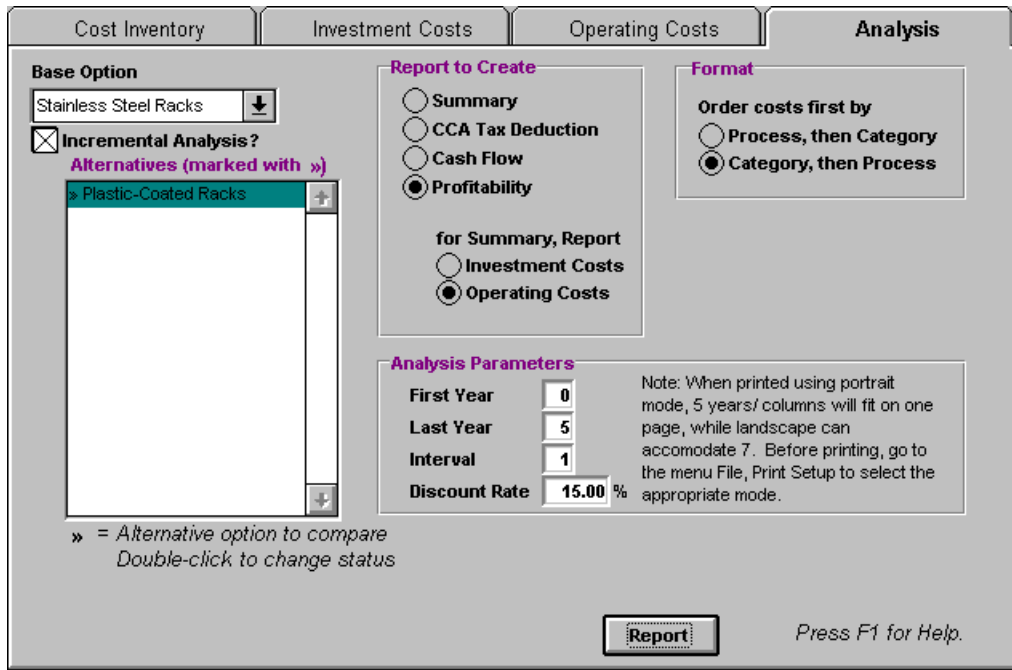 Cost Inventory
Investment Costs
Operating Costs
Analysis
Base Option
Stainless Steel Racks
Incremental Analysis?
Alternatives (marked with »)
» Plastic-Coated Racks
» = Alternative option to compare
Double-click to change status
Report to Create
Summary
CCA Tax Deduction
Cash Flow
Profitability
for Summary, Report
Investment Costs
Operating Costs
Format
Order costs first by
Process, then Category
Category, then Process
Analysis Parameters
First Year 0
Last Year 5
Interval 1
Discount Rate 15.00 %
Note: When printed using portrait
mode, 5 years/ columns will fit on one
page, while landscape can
accomodate 7. Before printing, go to
the menu File, Print Setup to select the
appropriate mode.
Report
Press F1 for Help.